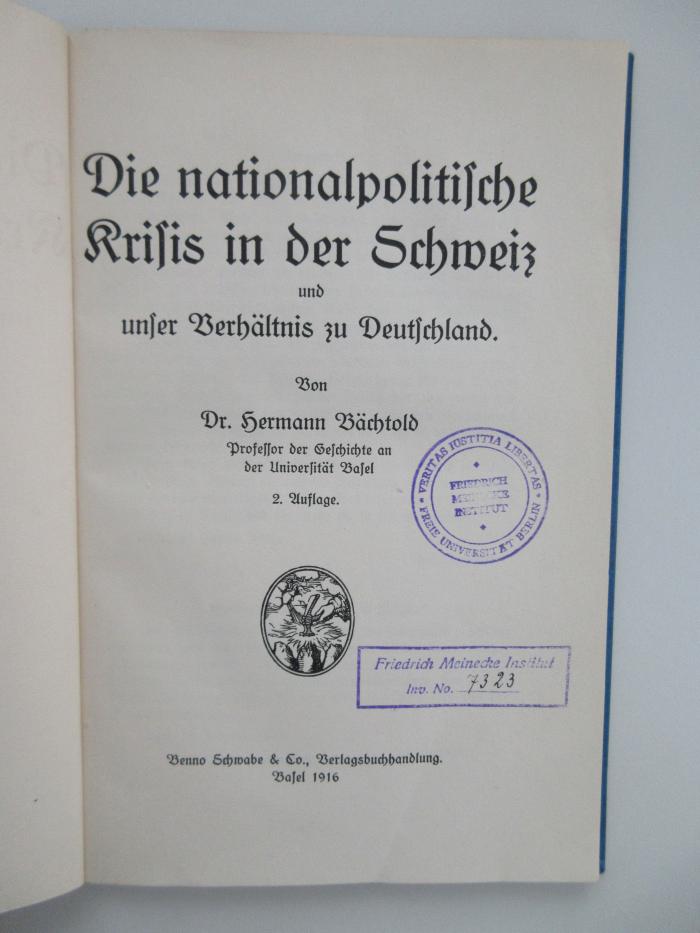 Die nationalpolitiſche
Kriſis in der Schweiz
und
unſer Verhältnis zu Deutſchland.
Von
Dr. Hermann Bächtold
Profeſſor der Geſchichte an
der Univerſität Baſel
2. Auflage.
VERITAS IUSTITIA LIBERTAS
FREIE UNIVERSITÄT BERLIN
FRIEDRICH
MEINECKE
INSTITUT
Friedrich Meinecke Institut
Inv. No. 7323
Benno Schwabe & Co., Verlagsbuchhandlung.
Baſel 1916